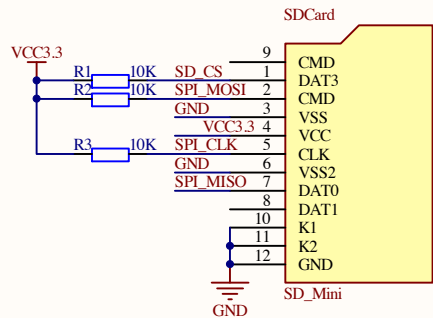 SDCard
VCC3.3
9 CMD
R1 10K SD_CS 1 DAT3
R2 10K SPI_MOSI 2 CMD
GND 3 VSS
VCC3.3 4 VCC
R3 10K SPI_CLK 5 CLK
GND 6 VSS2
SPI_MISO 7 DAT0
8 DAT1
10 K1
11 K2
12 GND
SD_Mini
GND